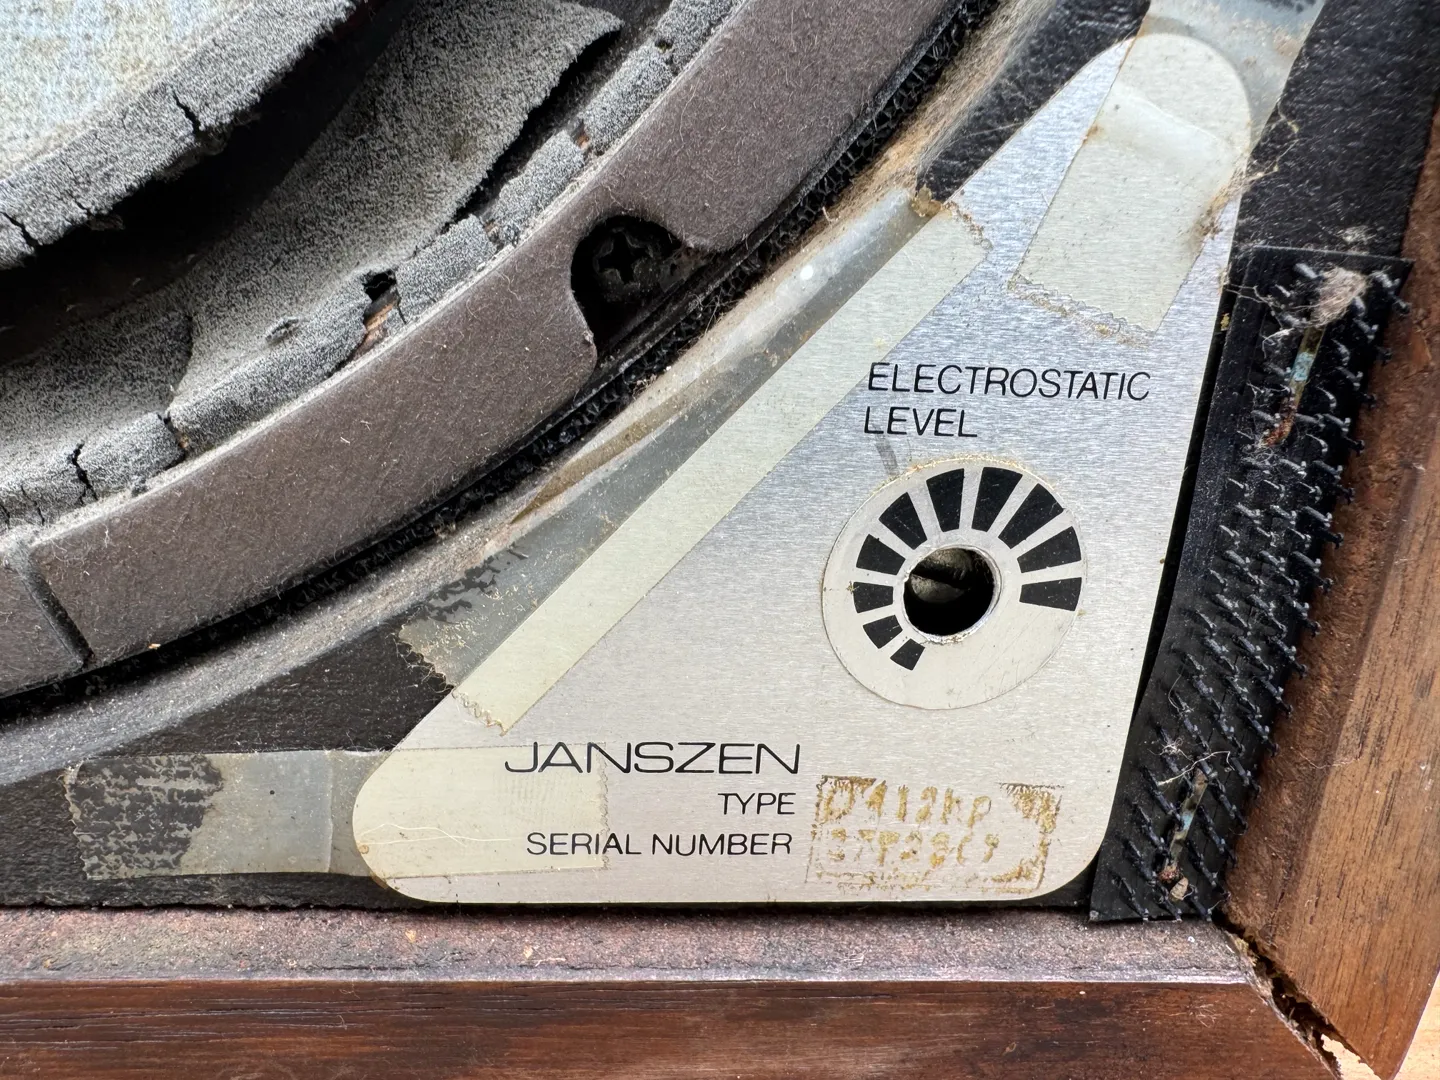 ELECTROSTATIC
LEVEL
JANSZEN
TYPE
SERIAL NUMBER